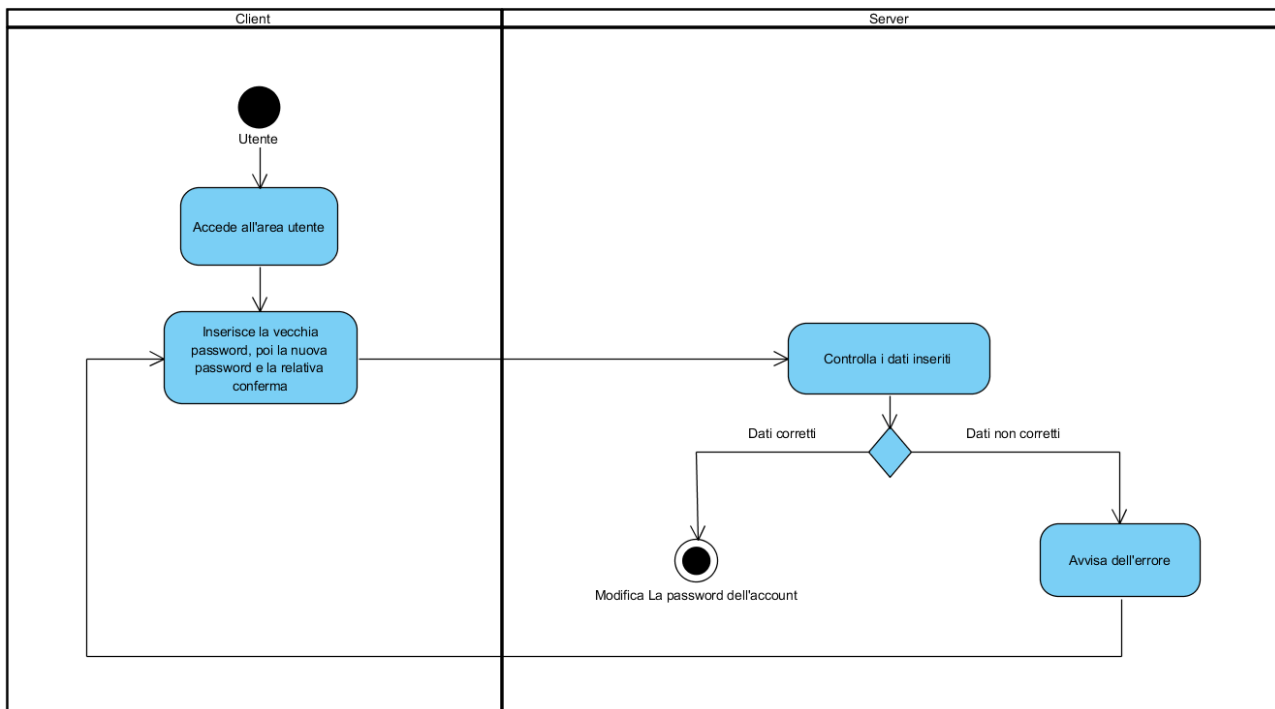 Client
Server
Utente
Accede all'area utente
Inserisce la vecchia
password, poi la nuova
password e la relativa
conferma
Controlla i dati inseriti
Dati corretti
Dati non corretti
Avvisa dell'errore
Modifica La password dell'account